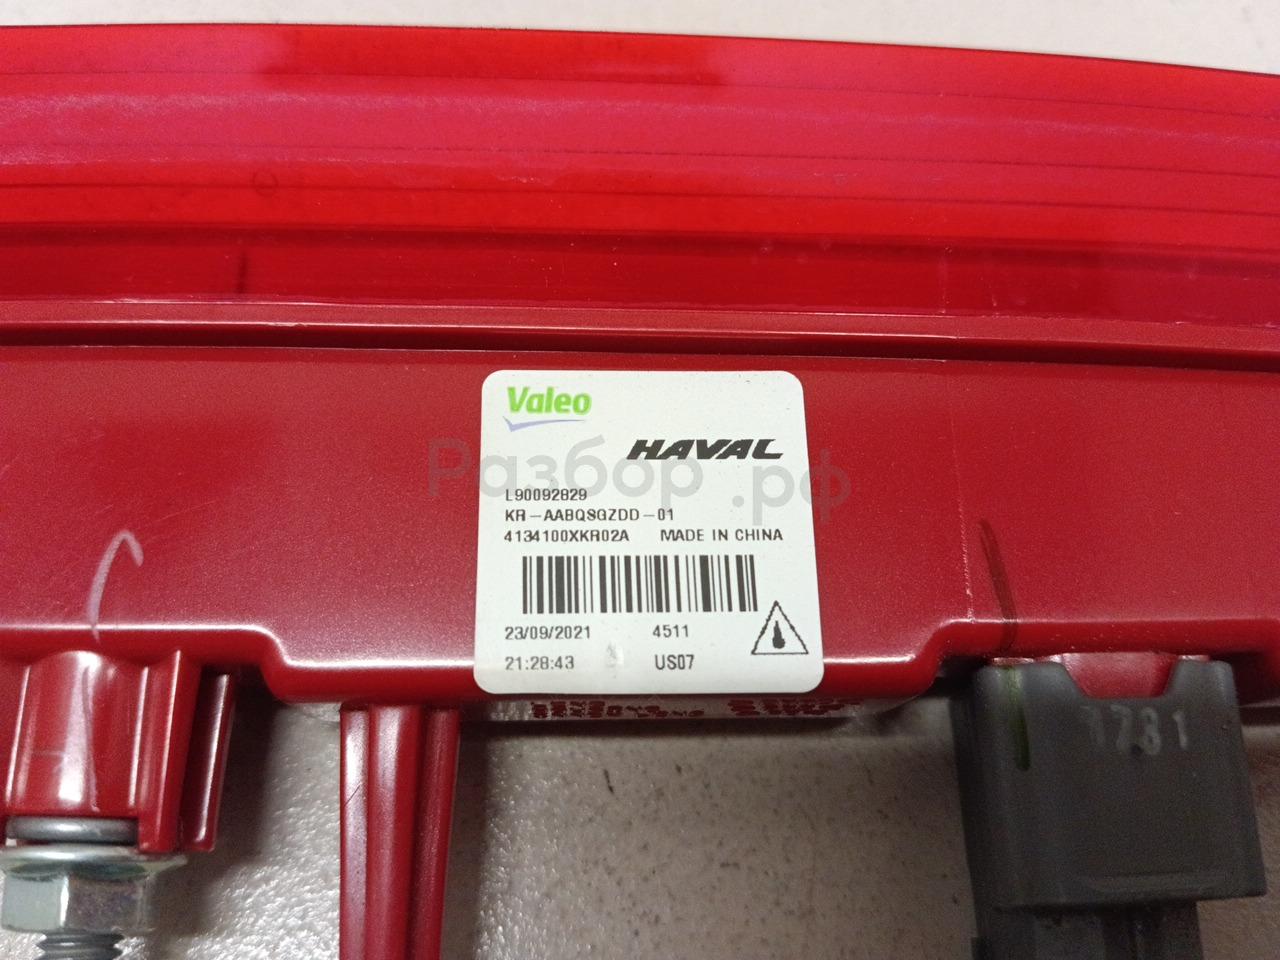 Valeo
HAVAL
Разбор.рф
L90092829
KR-AABQSGZDD-01
4134100XKR02A MADE IN CHINA
23/09/2021 4511
21:28:43 US07